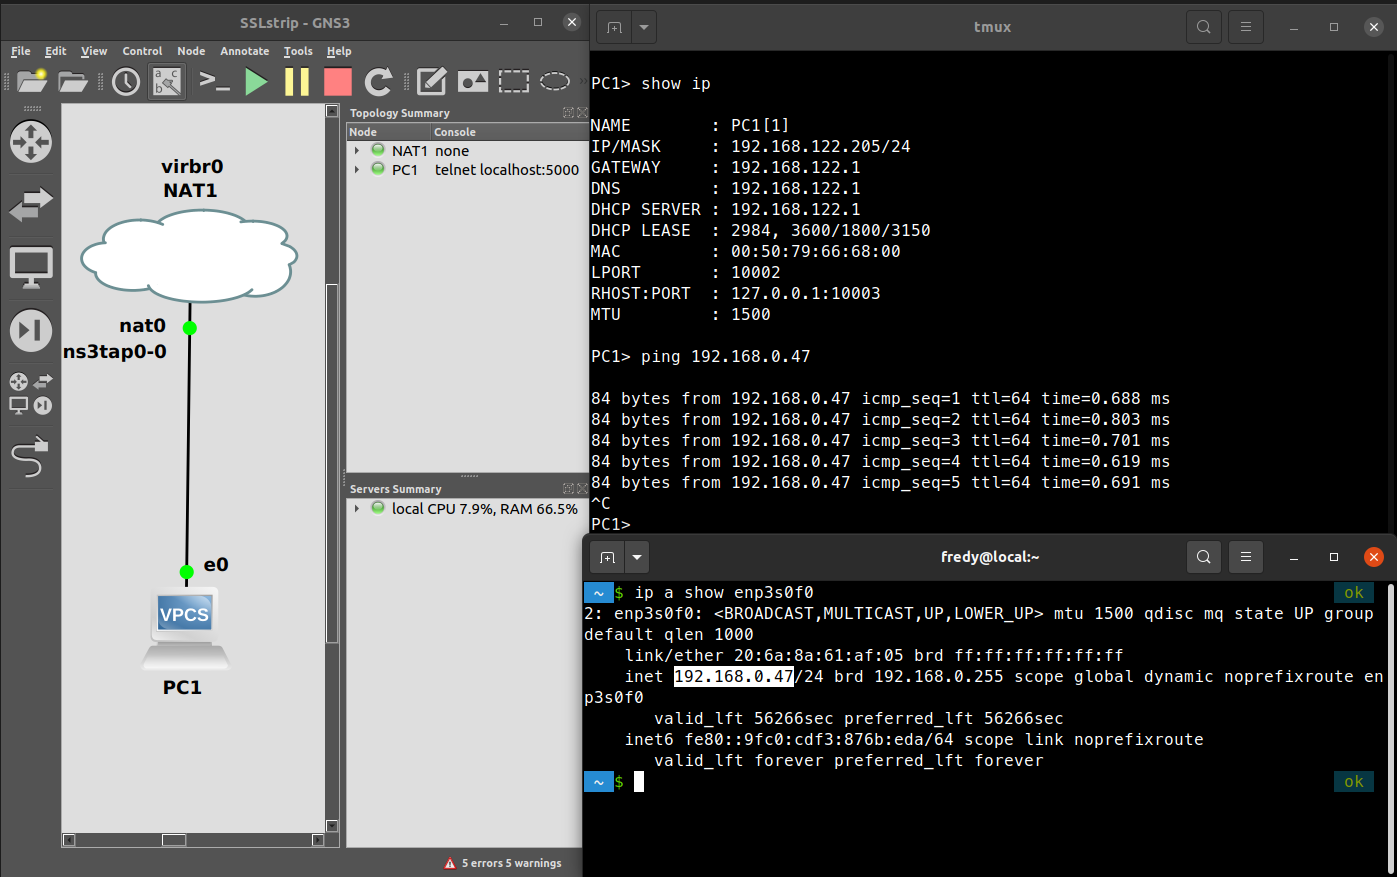 SSLstrip - GNS3
File Edit View Control Node Annotate Tools Help
virbr0
NAT1
nat0
ns3tap0-0
e0
VPCS
PC1
Topology Summary
Node Console
NAT1 none
PC1 telnet localhost:5000
Servers Summary
local CPU 7.9%, RAM 66.5%
5 errors 5 warnings
tmux
PC1> show ip
NAME : PC1[1]
IP/MASK : 192.168.122.205/24
GATEWAY : 192.168.122.1
DNS : 192.168.122.1
DHCP SERVER : 192.168.122.1
DHCP LEASE : 2984, 3600/1800/3150
MAC : 00:50:79:66:68:00
LPORT : 10002
RHOST:PORT : 127.0.0.1:10003
MTU : 1500
PC1> ping 192.168.0.47
84 bytes from 192.168.0.47 icmp_seq=1 ttl=64 time=0.688 ms
84 bytes from 192.168.0.47 icmp_seq=2 ttl=64 time=0.803 ms
84 bytes from 192.168.0.47 icmp_seq=3 ttl=64 time=0.701 ms
84 bytes from 192.168.0.47 icmp_seq=4 ttl=64 time=0.619 ms
84 bytes from 192.168.0.47 icmp_seq=5 ttl=64 time=0.691 ms
^C
PC1>
fredy@local:~
~ $ ip a show enp3s0f0 ok
2: enp3s0f0: <BROADCAST,MULTICAST,UP,LOWER_UP> mtu 1500 qdisc mq state UP group
default qlen 1000
link/ether 20:6a:8a:61:af:05 brd ff:ff:ff:ff:ff:ff
inet 192.168.0.47/24 brd 192.168.0.255 scope global dynamic noprefixroute en
p3s0f0
valid_lft 56266sec preferred_lft 56266sec
inet6 fe80::9fc0:cdf3:876b:eda/64 scope link noprefixroute
valid_lft forever preferred_lft forever
~ $ ok